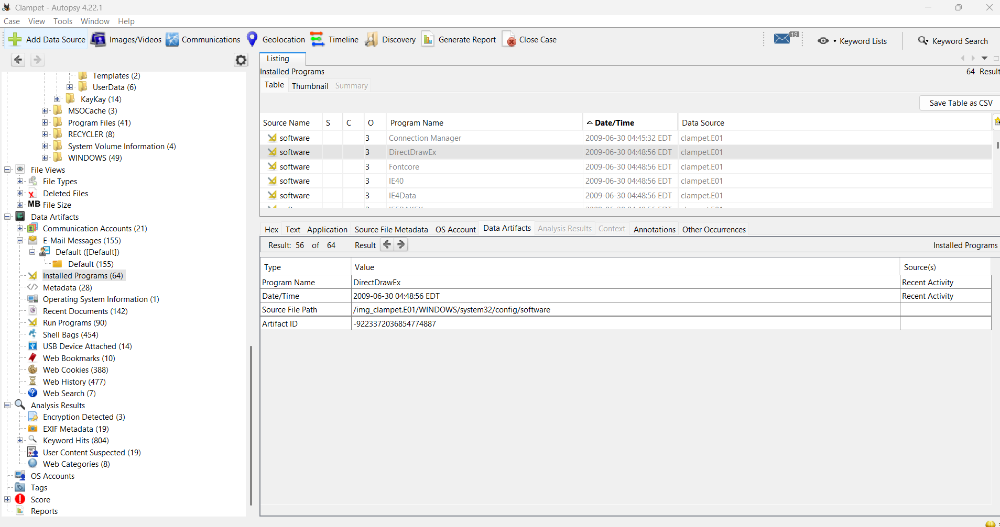 Clampet - Autopsy 4.22.1
Case View Tools Window Help
Add Data Source Images/Videos Communications Geolocation Timeline Discovery Generate Report Close Case 19 Keyword Lists Keyword Search
Templates (2)
UserData (6)
KayKay (14)
MSOCache (3)
Program Files (41)
RECYCLER (8)
System Volume Information (4)
WINDOWS (49)
File Views
File Types
Deleted Files
MB File Size
Data Artifacts
Communication Accounts (21)
E-Mail Messages (155)
Default ([Default])
Default (155)
Installed Programs (64)
Metadata (28)
Operating System Information (1)
Recent Documents (142)
Run Programs (90)
Shell Bags (454)
USB Device Attached (14)
Web Bookmarks (10)
Web Cookies (388)
Web History (477)
Web Search (7)
Analysis Results
Encryption Detected (3)
EXIF Metadata (19)
Keyword Hits (804)
User Content Suspected (19)
Web Categories (8)
OS Accounts
Tags
Score
Reports
Listing
Installed Programs 64 Result
Table Thumbnail Summary
Save Table as CSV
Source Name S C O Program Name Date/Time Data Source
software 3 Connection Manager 2009-06-30 04:45:32 EDT clampet.E01
software 3 DirectDrawEx 2009-06-30 04:48:56 EDT clampet.E01
software 3 Fontcore 2009-06-30 04:48:56 EDT clampet.E01
software 3 IE40 2009-06-30 04:48:56 EDT clampet.E01
software 3 IE4Data 2009-06-30 04:48:56 EDT clampet.E01
Hex Text Application Source File Metadata OS Account Data Artifacts Analysis Results Context Annotations Other Occurrences
Result: 56 of 64 Result Installed Programs
Type Value Source(s)
Program Name DirectDrawEx Recent Activity
Date/Time 2009-06-30 04:48:56 EDT Recent Activity
Source File Path /img_clampet.E01/WINDOWS/system32/config/software
Artifact ID -9223372036854774887